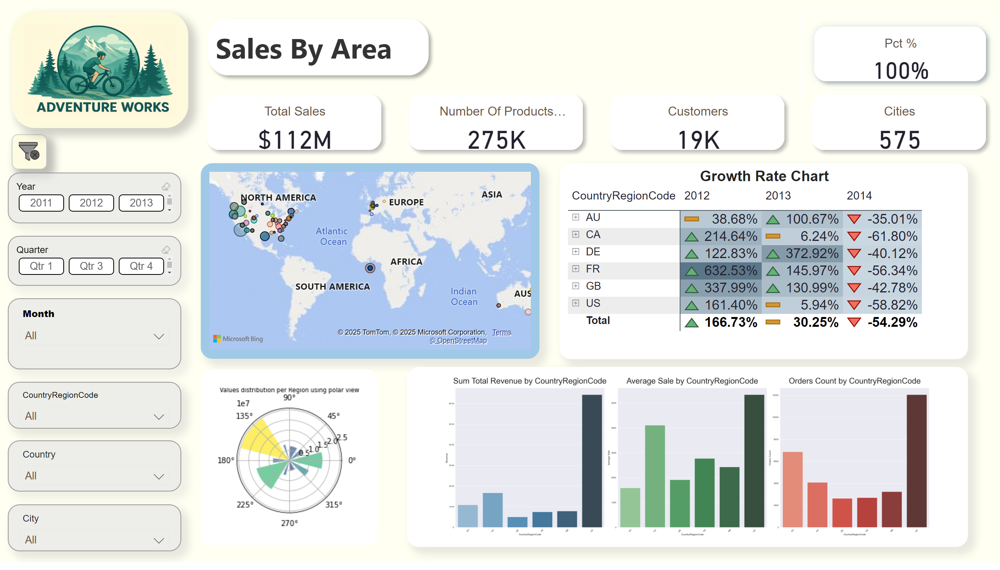 ADVENTURE WORKS
Sales By Area
Pct %
100%
Total Sales
$112M
Number Of Products...
275K
Customers
19K
Cities
575
Year
2011 2012 2013
Quarter
Qtr 1 Qtr 3 Qtr 4
Month
All
CountryRegionCode
All
Country
All
City
All
NORTH AMERICA
EUROPE
ASIA
Atlantic
Ocean
AFRICA
SOUTH AMERICA
Indian
Ocean
AUS
© 2025 TomTom, © 2025 Microsoft Corporation, Terms
© OpenStreetMap
Microsoft Bing
Growth Rate Chart
CountryRegionCode 2012 2013 2014
AU 38.68% 100.67% -35.01%
CA 214.64% 6.24% -61.80%
DE 122.83% 372.92% -40.12%
FR 632.53% 145.97% -56.34%
GB 337.99% 130.99% -42.78%
US 161.40% 5.94% -58.82%
Total 166.73% 30.25% -54.29%
Values distribution per Region using polar view
90°
1e7
135° 45°
2.5
2.0
1.5
1.0
0.5
180° 0°
225° 315°
270°
Sum Total Revenue by CountryRegionCode
60 M
50 M
40 M
30 M
20 M
10 M
0
Revenue
AU CA DE FR GB US
CountryRegionCode
Average Sale by CountryRegionCode
5000
4000
3000
2000
1000
0
Average Sale
AU CA DE FR GB US
CountryRegionCode
Orders Count by CountryRegionCode
12000
10000
8000
6000
4000
2000
0
Orders Count
AU CA DE FR GB US
CountryRegionCode